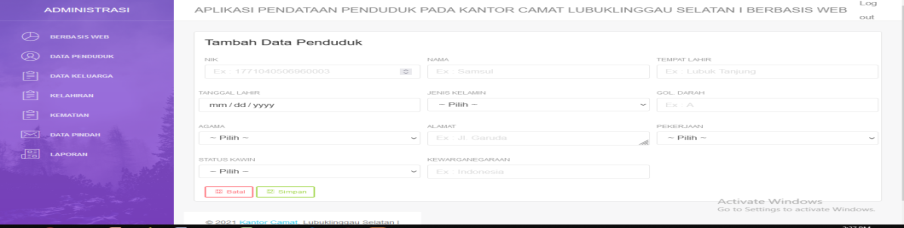 ADMINISTRASI
BERBASIS WEB
DATA PENDUDUK
DATA KELUARGA
KELAHIRAN
KEMATIAN
DATA PINDAH
LAPORAN
APLIKASI PENDATAAN PENDUDUK PADA KANTOR CAMAT LUBUKLINGGAU SELATAN I BERBASIS WEB
Log out
Tambah Data Penduduk
NIK NAMA TEMPAT LAHIR
Ex : 1771040506980003 Ex : Samsul Ex : Lubuk Tanjung
TANGGAL LAHIR JENIS KELAMIN GOL. DARAH
mm / dd / yyyy ~ Pilih ~ Ex : A
AGAMA ALAMAT PEKERJAAN
~ Pilih ~ Ex : Jl. Garuda ~ Pilih ~
STATUS KAWIN KEWARGANEGARAAN
~ Pilih ~ Ex : Indonesia
Batal Simpan
Activate Windows
Go to Settings to activate Windows.
© 2021 Kantor Camat, Lubuklinggau Selatan I